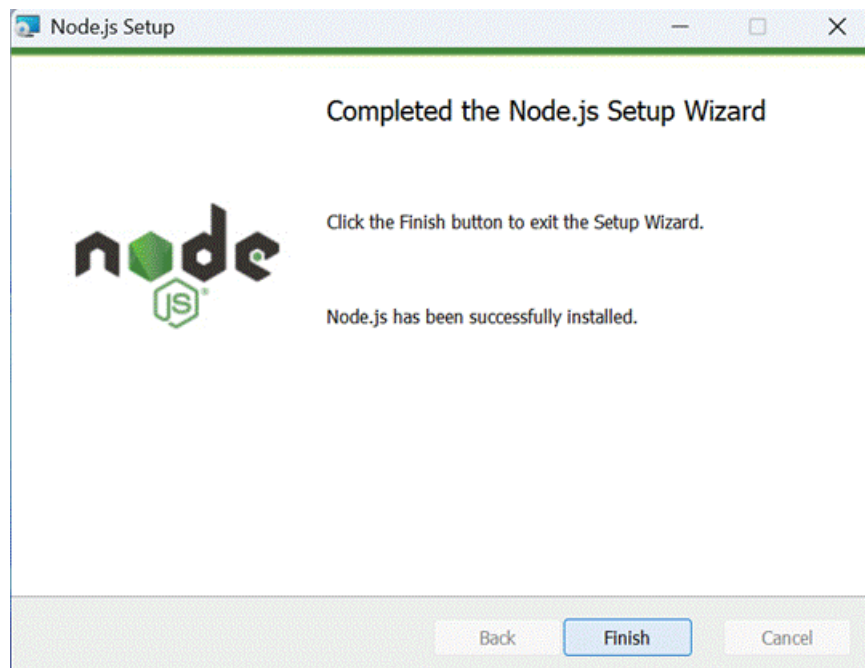 Node.js Setup
Completed the Node.js Setup Wizard
Click the Finish button to exit the Setup Wizard.
node
JS
Node.js has been successfully installed.
Back
Finish
Cancel